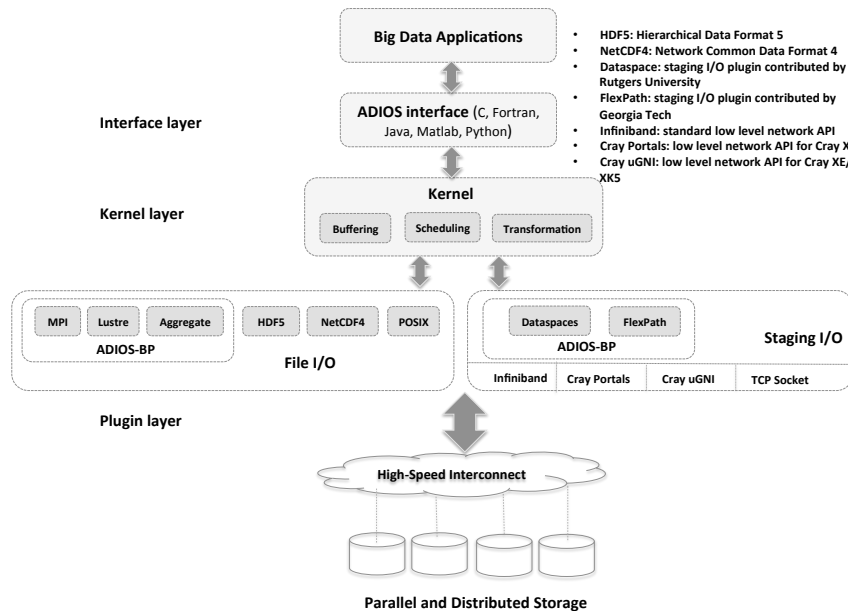 Big Data Applications
• HDF5: Hierarchical Data Format 5
• NetCDF4: Network Common Data Format 4
• Dataspace: staging I/O plugin contributed by
Rutgers University
• FlexPath: staging I/O plugin contributed by
Georgia Tech
• Infiniband: standard low level network API
• Cray Portals: low level network API for Cray X
• Cray uGNI: low level network API for Cray XE/
XK5
Interface layer
ADIOS interface (C, Fortran,
Java, Matlab, Python)
Kernel layer
Kernel
Buffering
Scheduling
Transformation
MPI
Lustre
Aggregate
ADIOS-BP
HDF5
NetCDF4
POSIX
File I/O
Dataspaces
FlexPath
ADIOS-BP
Staging I/O
Infiniband
Cray Portals
Cray uGNI
TCP Socket
Plugin layer
High-Speed Interconnect
Parallel and Distributed Storage